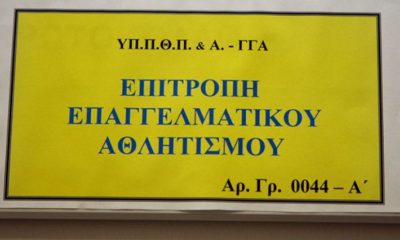 ΥΠ.Π.Θ.Π. & Α. - ΓΓΑ
ΕΠΙΤΡΟΠΗ
ΕΠΑΓΓΕΛΜΑΤΙΚΟΥ
ΑΘΛΗΤΙΣΜΟΥ
Αρ. Γρ. 0044 – Α΄